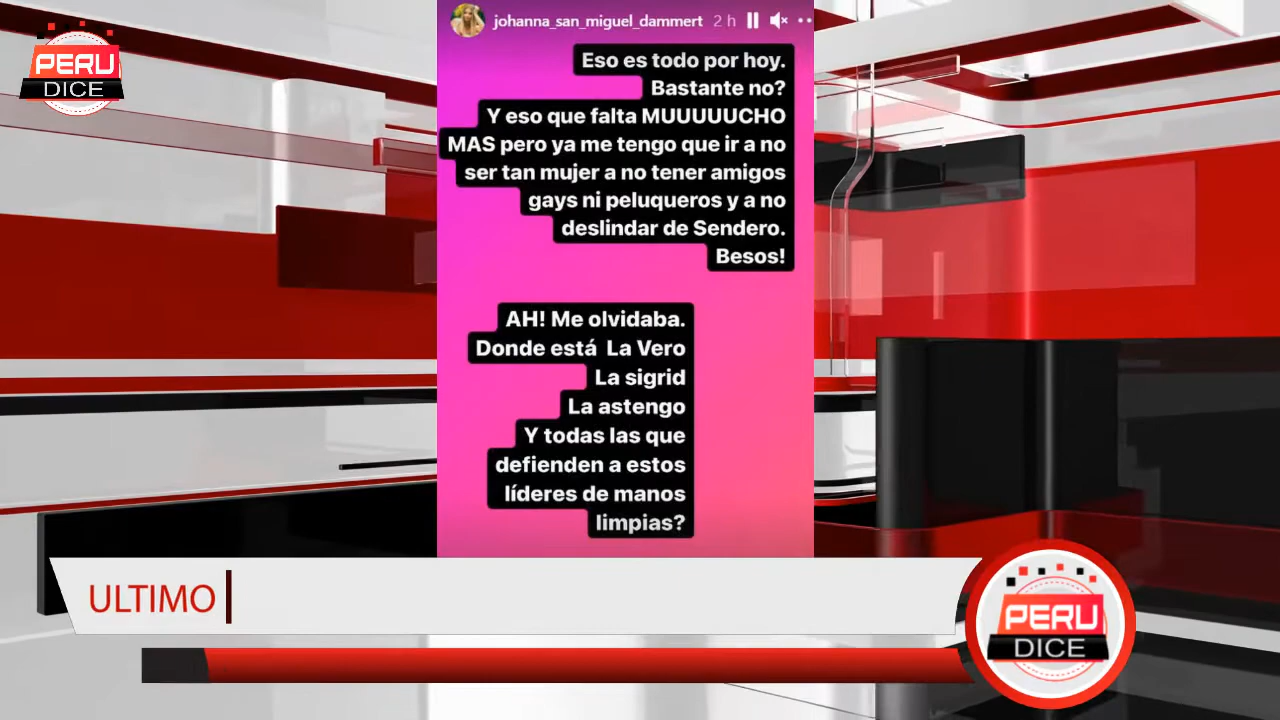 PERU
DICE
johanna_san_miguel_dammert 2 h
Eso es todo por hoy.
Bastante no?
Y eso que falta MUUUUUCHO
MAS pero ya me tengo que ir a no
ser tan mujer a no tener amigos
gays ni peluqueros y a no
deslindar de Sendero.
Besos!
AH! Me olvidaba.
Donde está La Vero
La sigrid
La astengo
Y todas las que
defienden a estos
líderes de manos
limpias?
ULTIMO
PERU
DICE